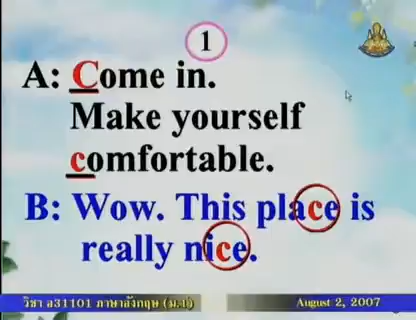 1
A: Come in.
Make yourself
comfortable.
B: Wow. This place is
really nice.
วิชา อ31101 ภาษาอังกฤษ (ม.4) August 2, 2007